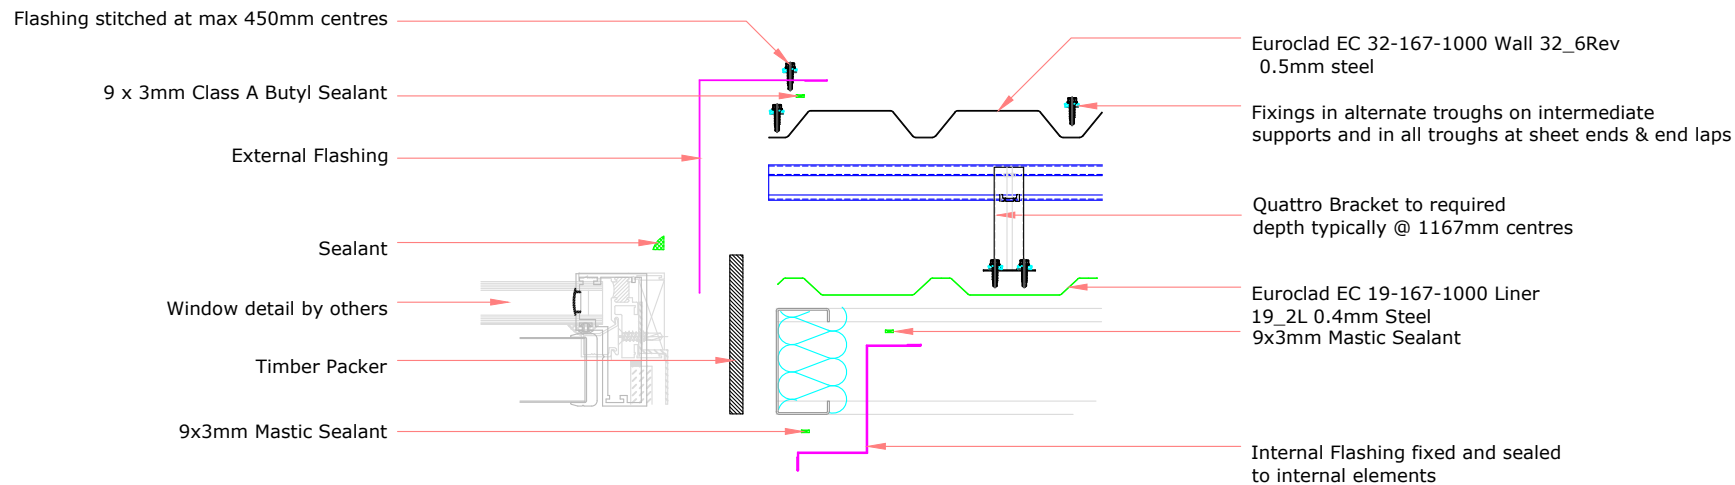 Flashing stitched at max 450mm centres
9 x 3mm Class A Butyl Sealant
External Flashing
Sealant
Window detail by others
Timber Packer
9x3mm Mastic Sealant
Euroclad EC 32-167-1000 Wall 32_6Rev
0.5mm steel
Fixings in alternate troughs on intermediate
supports and in all troughs at sheet ends & end laps
Quattro Bracket to required
depth typically @ 1167mm centres
Euroclad EC 19-167-1000 Liner
19_2L 0.4mm Steel
9x3mm Mastic Sealant
Internal Flashing fixed and sealed
to internal elements